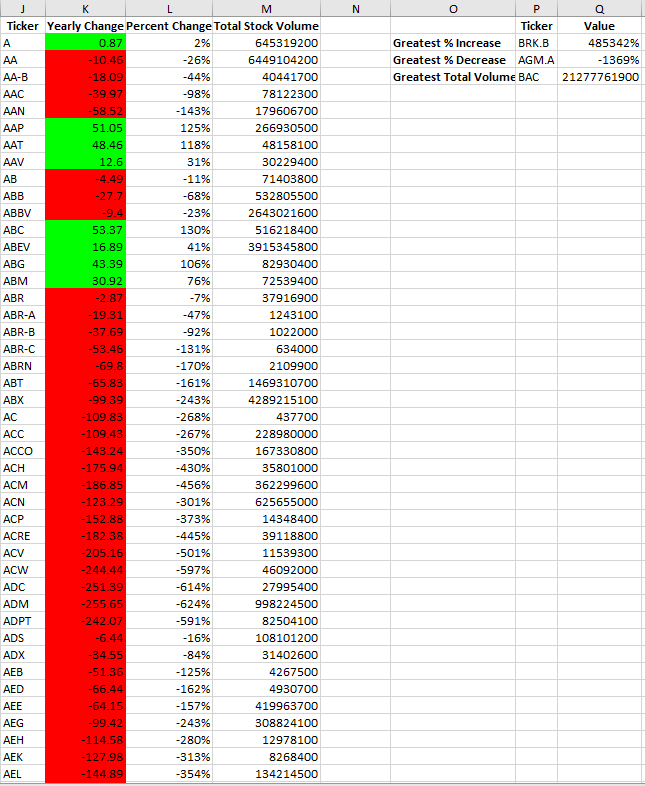 J K L M N O P Q
Ticker Yearly Change Percent Change Total Stock Volume Ticker Value
A 0.87 2% 645319200 Greatest % Increase BRK.B 485342%
AA -10.46 -26% 6449104200 Greatest % Decrease AGM.A -1369%
AA-B -18.09 -44% 40441700 Greatest Total Volume BAC 21277761900
AAC -39.97 -98% 78122300
AAN -58.52 -143% 179606700
AAP 51.05 125% 266930500
AAT 48.46 118% 48158100
AAV 12.6 31% 30229400
AB -4.49 -11% 71403800
ABB -27.7 -68% 532805500
ABBV -9.4 -23% 2643021600
ABC 53.37 130% 516218400
ABEV 16.89 41% 3915345800
ABG 43.39 106% 82930400
ABM 30.92 76% 72539400
ABR -2.87 -7% 37916900
ABR-A -19.31 -47% 1243100
ABR-B -37.69 -92% 1022000
ABR-C -53.46 -131% 634000
ABRN -69.8 -170% 2109900
ABT -65.83 -161% 1469310700
ABX -99.39 -243% 4289215100
AC -109.83 -268% 437700
ACC -109.43 -267% 228980000
ACCO -143.24 -350% 167330800
ACH -175.94 -430% 35801000
ACM -186.85 -456% 362299600
ACN -123.29 -301% 625655000
ACP -152.88 -373% 14348400
ACRE -182.38 -445% 39118800
ACV -205.16 -501% 11539300
ACW -244.44 -597% 46092000
ADC -251.39 -614% 27995400
ADM -255.65 -624% 998224500
ADPT -242.07 -591% 82504100
ADS -6.44 -16% 108101200
ADX -34.55 -84% 31402600
AEB -51.36 -125% 4267500
AED -66.44 -162% 4930700
AEE -64.15 -157% 419963700
AEG -99.42 -243% 308824100
AEH -114.58 -280% 12978100
AEK -127.98 -313% 8268400
AEL -144.89 -354% 134214500